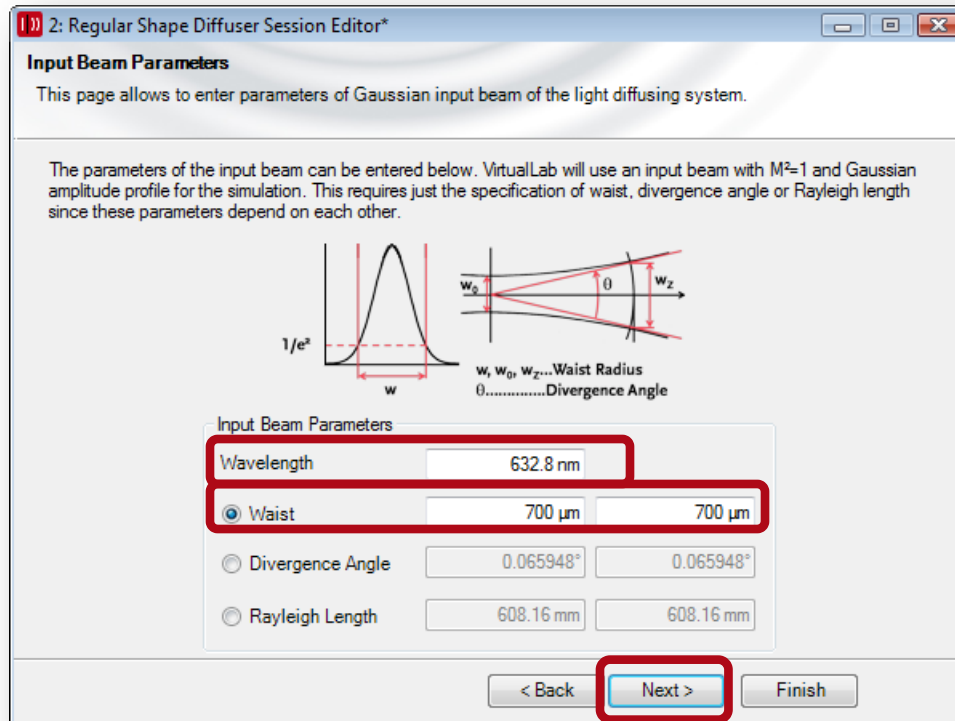 2: Regular Shape Diffuser Session Editor*
Input Beam Parameters
This page allows to enter parameters of Gaussian input beam of the light diffusing system.
The parameters of the input beam can be entered below. VirtualLab will use an input beam with M²=1 and Gaussian
amplitude profile for the simulation. This requires just the specification of waist, divergence angle or Rayleigh length
since these parameters depend on each other.
w₀ θ w_z
1/e²
w
w, w₀, w_z...Waist Radius
θ..............Divergence Angle
Input Beam Parameters
Wavelength 632.8 nm
Waist 700 µm 700 µm
Divergence Angle 0.065948° 0.065948°
Rayleigh Length 608.16 mm 608.16 mm
< Back Next > Finish